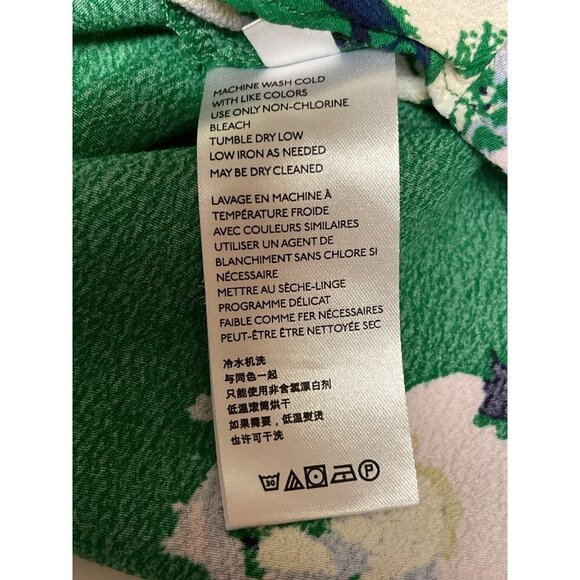 MACHINE WASH COLD
WITH LIKE COLORS
USE ONLY NON-CHLORINE
BLEACH
TUMBLE DRY LOW
LOW IRON AS NEEDED
MAY BE DRY CLEANED
LAVAGE EN MACHINE À
TEMPÉRATURE FROIDE
AVEC COULEURS SIMILAIRES
UTILISER UN AGENT DE
BLANCHIMENT SANS CHLORE SI
NÉCESSAIRE
METTRE AU SÈCHE-LINGE
PROGRAMME DÉLICAT
FAIBLE COMME FER NÉCESSAIRES
PEUT-ÊTRE ÊTRE NETTOYÉE SEC
冷水机洗
与同色一起
只能使用非含氯漂白剂
低温滚筒烘干
如果需要，低温熨烫
也许可干洗
30 P